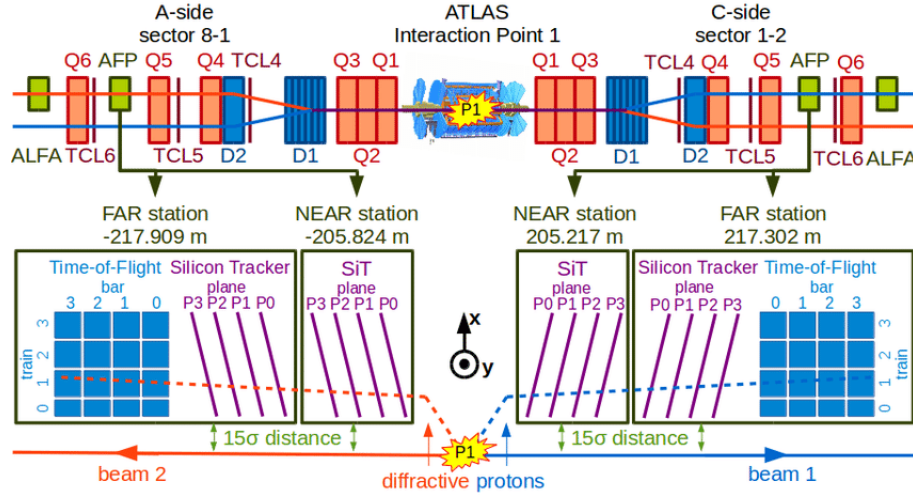 A-side
sector 8-1
ATLAS
Interaction Point 1
C-side
sector 1-2
Q6 AFP Q5 Q4 TCL4 Q3 Q1
Q1 Q3 TCL4 Q4 Q5 AFP Q6
P1
ALFA TCL6 TCL5 D2 D1 Q2
Q2 D1 D2 TCL5 TCL6 ALFA
FAR station
-217.909 m
NEAR station
-205.824 m
NEAR station
205.217 m
FAR station
217.302 m
Time-of-Flight
bar
3 2 1 0
train
3
2
1
0
Silicon Tracker
plane
P3 P2 P1 P0
SiT
plane
P3 P2 P1 P0
x
y
SiT
plane
P0 P1 P2 P3
Silicon Tracker
plane
P0 P1 P2 P3
Time-of-Flight
bar
0 1 2 3
3
2
1
0
train
15σ distance
15σ distance
P1
beam 2
diffractive protons
beam 1